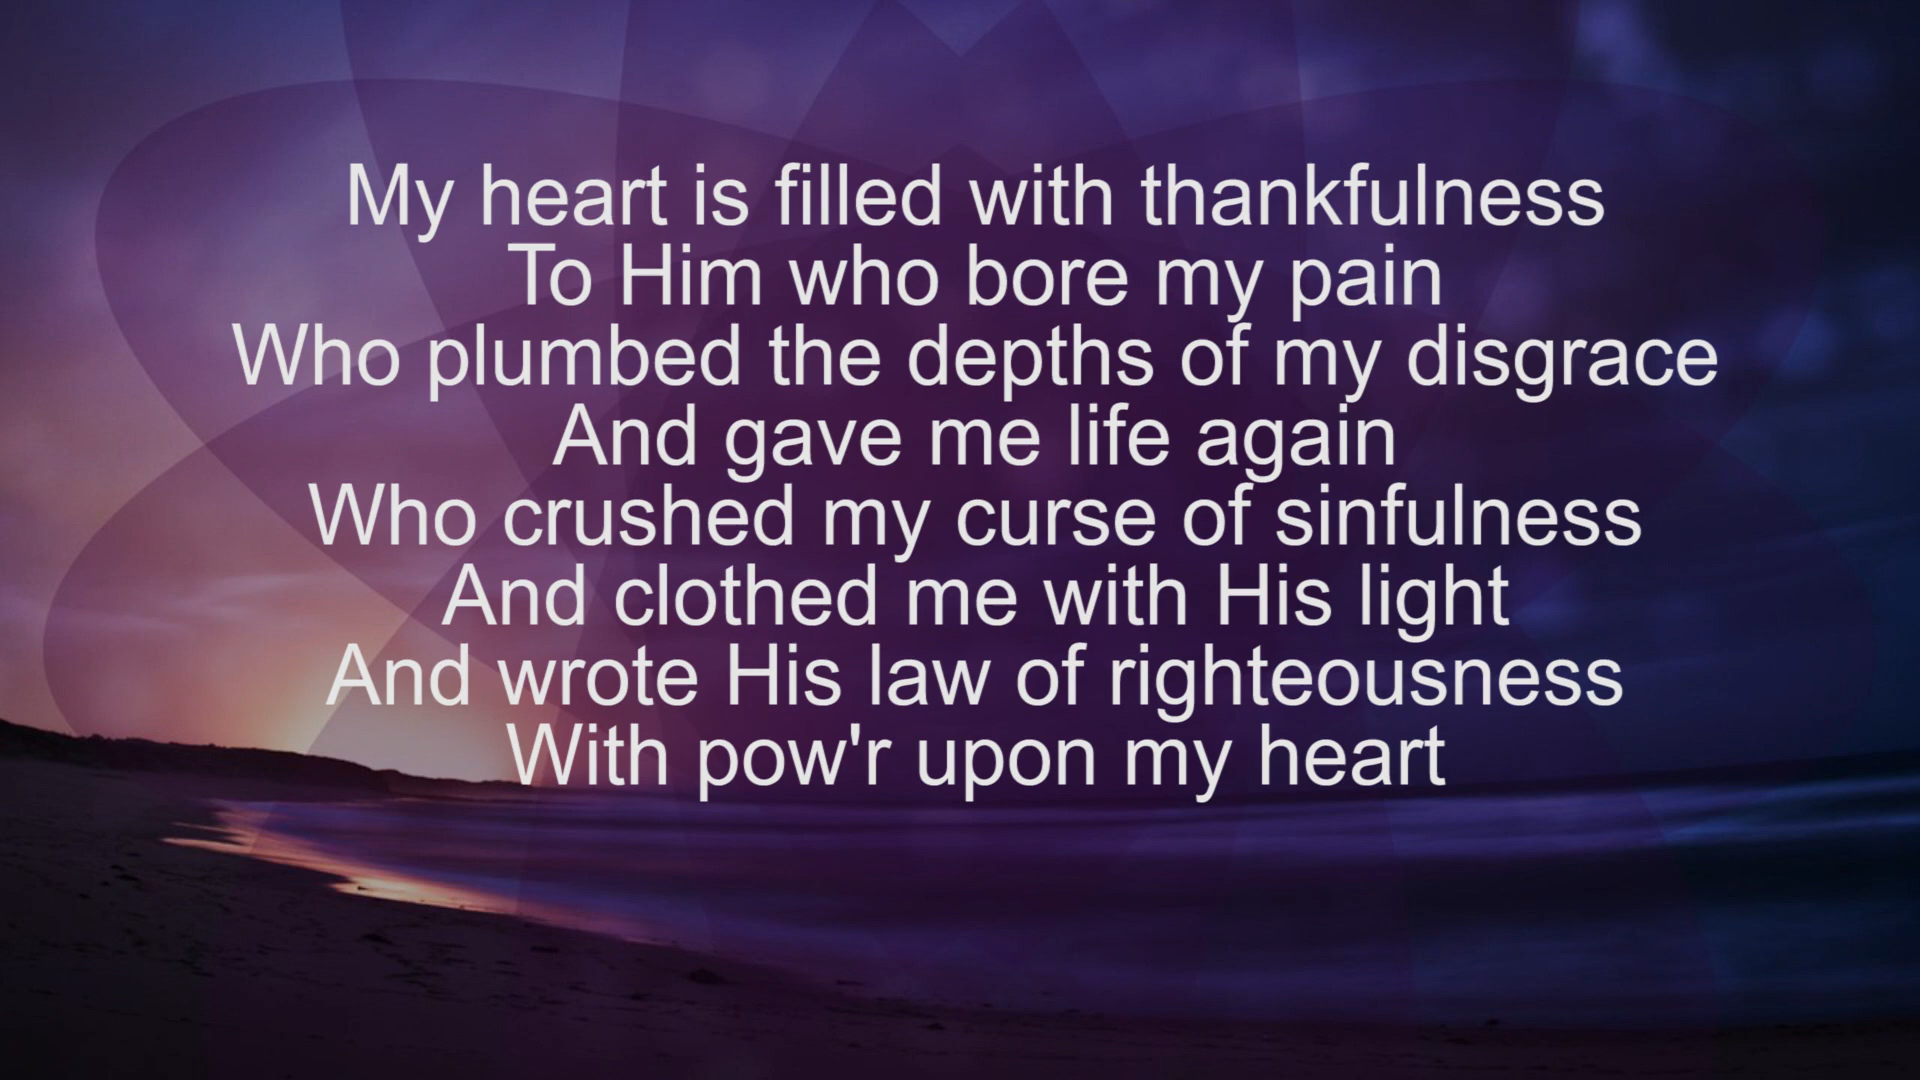 My heart is filled with thankfulness
To Him who bore my pain
Who plumbed the depths of my disgrace
And gave me life again
Who crushed my curse of sinfulness
And clothed me with His light
And wrote His law of righteousness
With pow'r upon my heart